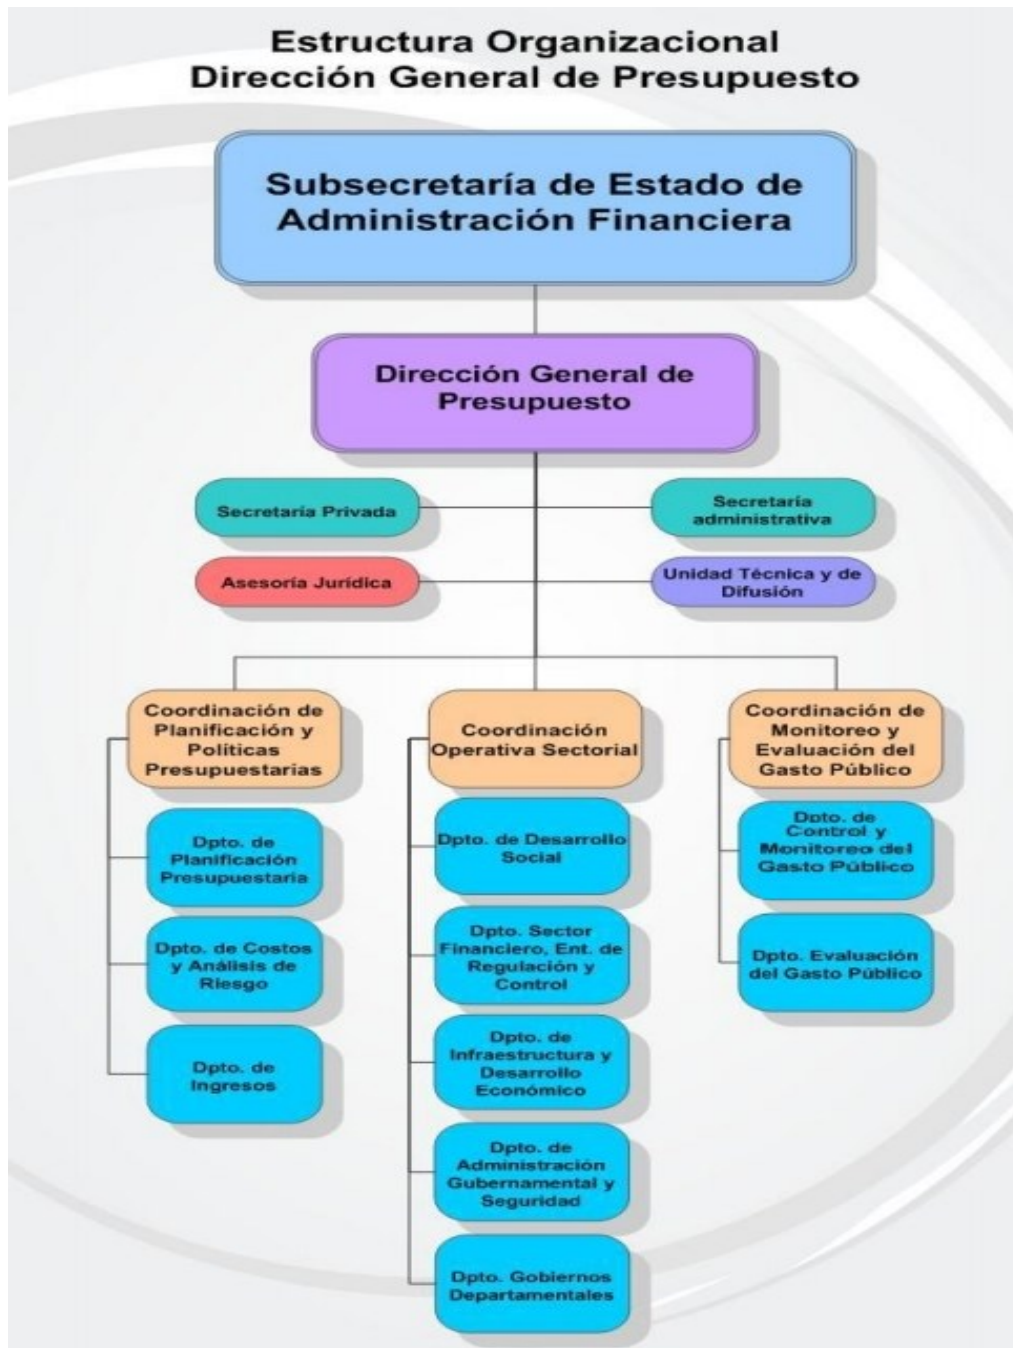 Estructura Organizacional
Dirección General de Presupuesto
Subsecretaría de Estado de
Administración Financiera
Dirección General de
Presupuesto
Secretaría Privada
Secretaría
administrativa
Asesoría Jurídica
Unidad Técnica y de
Difusión
Coordinación de
Planificación y
Políticas
Presupuestarias
Dpto. de
Planificación
Presupuestaria
Dpto. de Costos
y Análisis de
Riesgo
Dpto. de
Ingresos
Coordinación
Operativa Sectorial
Dpto. de Desarrollo
Social
Dpto. Sector
Financiero, Ent. de
Regulación y
Control
Dpto. de
Infraestructura y
Desarrollo
Económico
Dpto. de
Administración
Gubernamental y
Seguridad
Dpto. Gobiernos
Departamentales
Coordinación de
Monitoreo y
Evaluación del
Gasto Público
Dpto. de
Control y
Monitoreo del
Gasto Público
Dpto. Evaluación
del Gasto Público